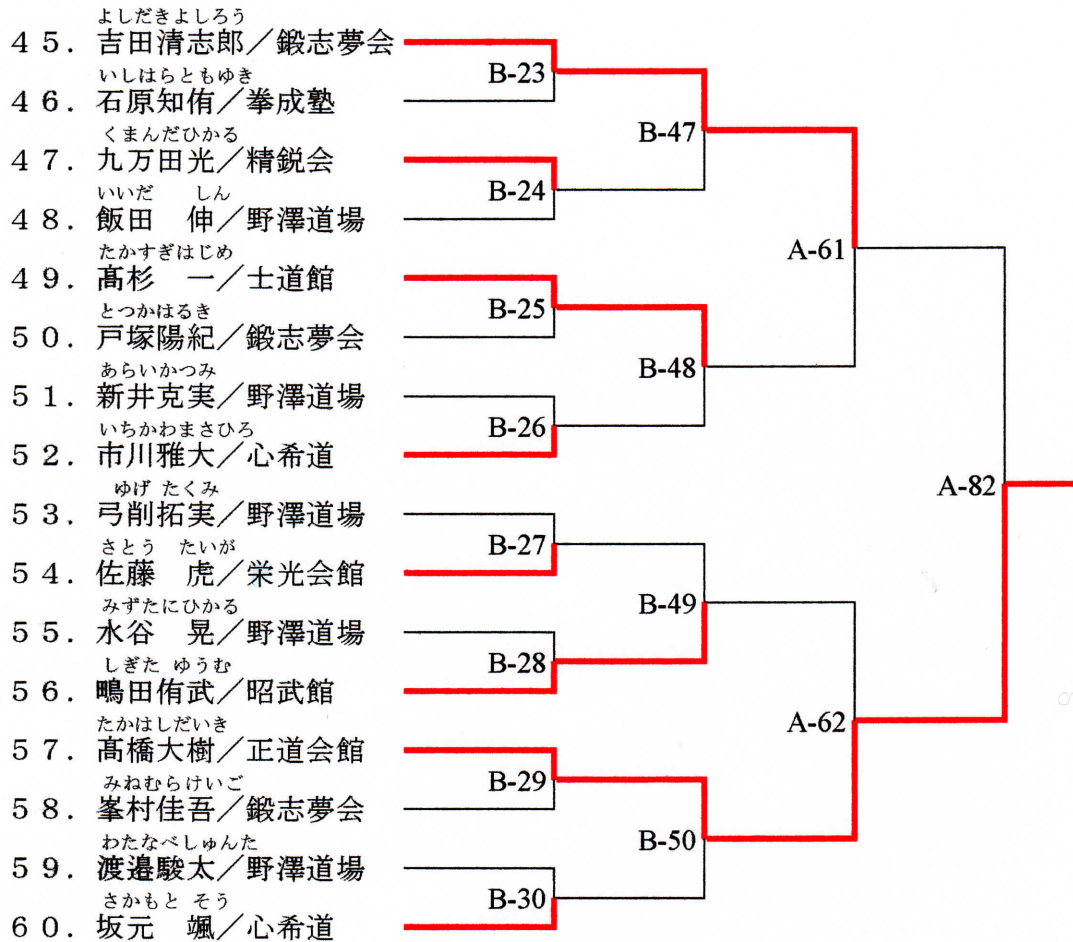 よしだきよしろう
４５．吉田清志郎／鍛志夢会
B-23
いしはらともゆき
４６．石原知侑／拳成塾
B-47
くまんだひかる
４７．九万田光／精鋭会
B-24
いいだ　しん
４８．飯田　伸／野澤道場
A-61
たかすぎはじめ
４９．髙杉　一／士道館
B-25
とつかはるき
５０．戸塚陽紀／鍛志夢会
B-48
あらいかつみ
５１．新井克実／野澤道場
B-26
いちかわまさひろ
５２．市川雅大／心希道
A-82
ゆげ たくみ
５３．弓削拓実／野澤道場
B-27
さとう　たいが
５４．佐藤　虎／栄光会館
B-49
みずたにひかる
５５．水谷　晃／野澤道場
B-28
しぎた ゆうむ
５６．鴫田侑武／昭武館
A-62
たかはしだいき
５７．髙橋大樹／正道会館
B-29
みねむらけいご
５８．峯村佳吾／鍛志夢会
B-50
わたなべしゅんた
５９．渡邉駿太／野澤道場
B-30
さかもと そう
６０．坂元　颯／心希道